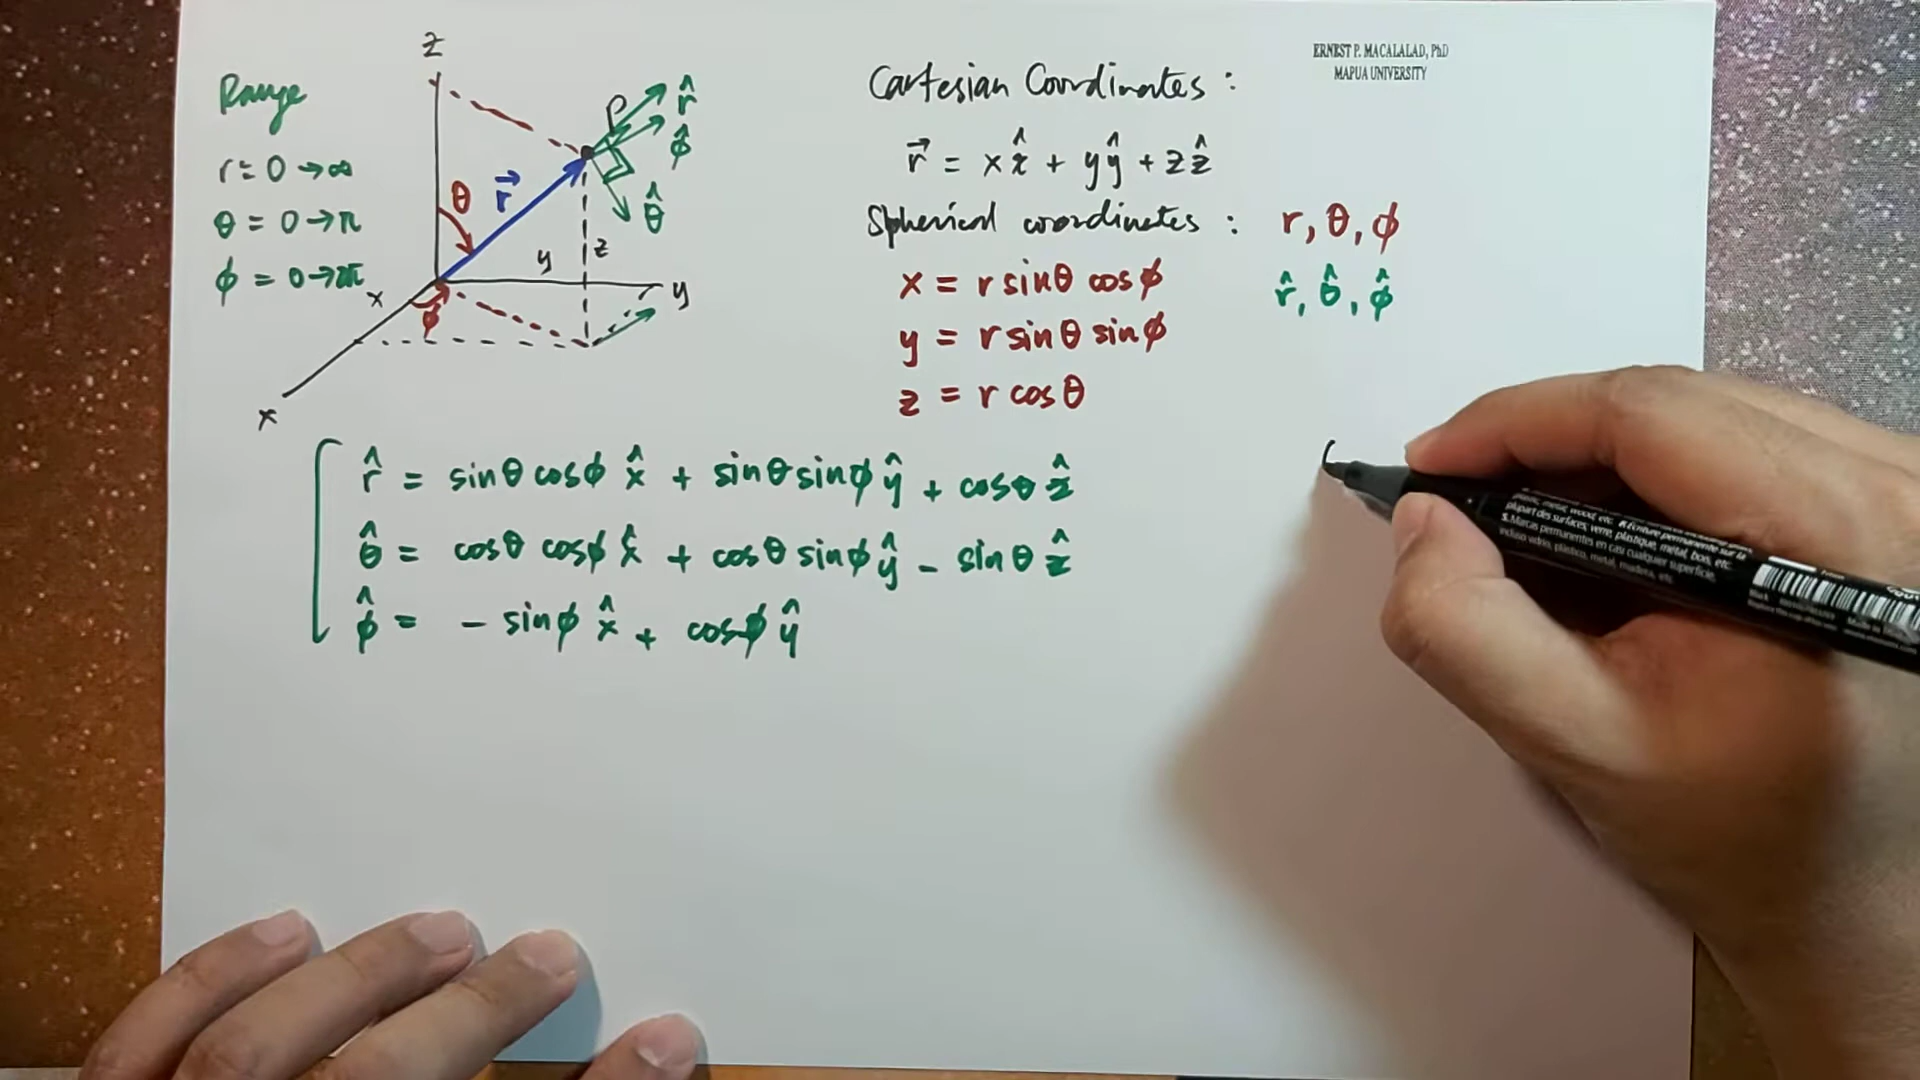 ERNEST P. MACALALAD, PhD
MAPUA UNIVERSITY
Range
r = 0 → ∞
θ = 0 → π
ϕ = 0 → 2π
z
P
r̂
ϕ̂
θ̂
θ
r⃗
z
y
y
x
ϕ
x
Cartesian Coordinates :
r⃗ = x x̂ + y ŷ + z ẑ
Spherical coordinates : r, θ, ϕ
r̂, θ̂, ϕ̂
x = r sinθ cosϕ
y = r sinθ sinϕ
z = r cosθ
r̂ = sinθ cosϕ x̂ + sinθ sinϕ ŷ + cosθ ẑ
θ̂ = cosθ cosϕ x̂ + cosθ sinϕ ŷ − sinθ ẑ
ϕ̂ = − sinϕ x̂ + cosϕ ŷ